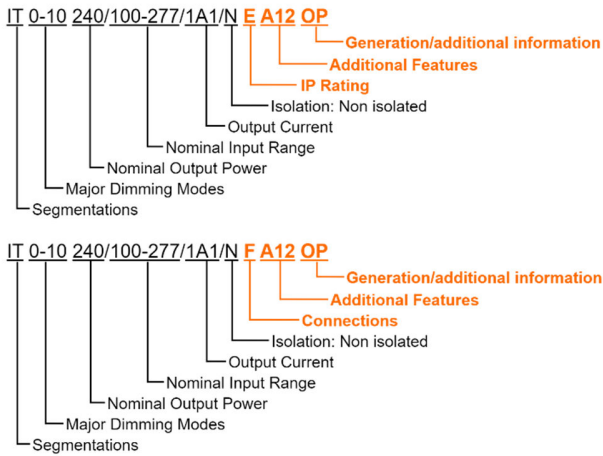 IT 0-10 240/100-277/1A1/N E A12 OP
Generation/additional information
Additional Features
IP Rating
Isolation: Non isolated
Output Current
Nominal Input Range
Nominal Output Power
Major Dimming Modes
Segmentations
IT 0-10 240/100-277/1A1/N F A12 OP
Generation/additional information
Additional Features
Connections
Isolation: Non isolated
Output Current
Nominal Input Range
Nominal Output Power
Major Dimming Modes
Segmentations